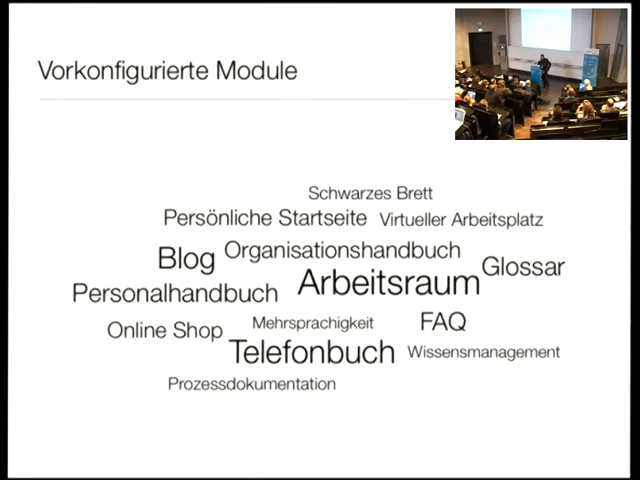 Vorkonfigurierte Module
Schwarzes Brett
Persönliche Startseite Virtueller Arbeitsplatz
Blog Organisationshandbuch Glossar
Personalhandbuch Arbeitsraum
Online Shop Mehrsprachigkeit FAQ
Telefonbuch Wissensmanagement
Prozessdokumentation